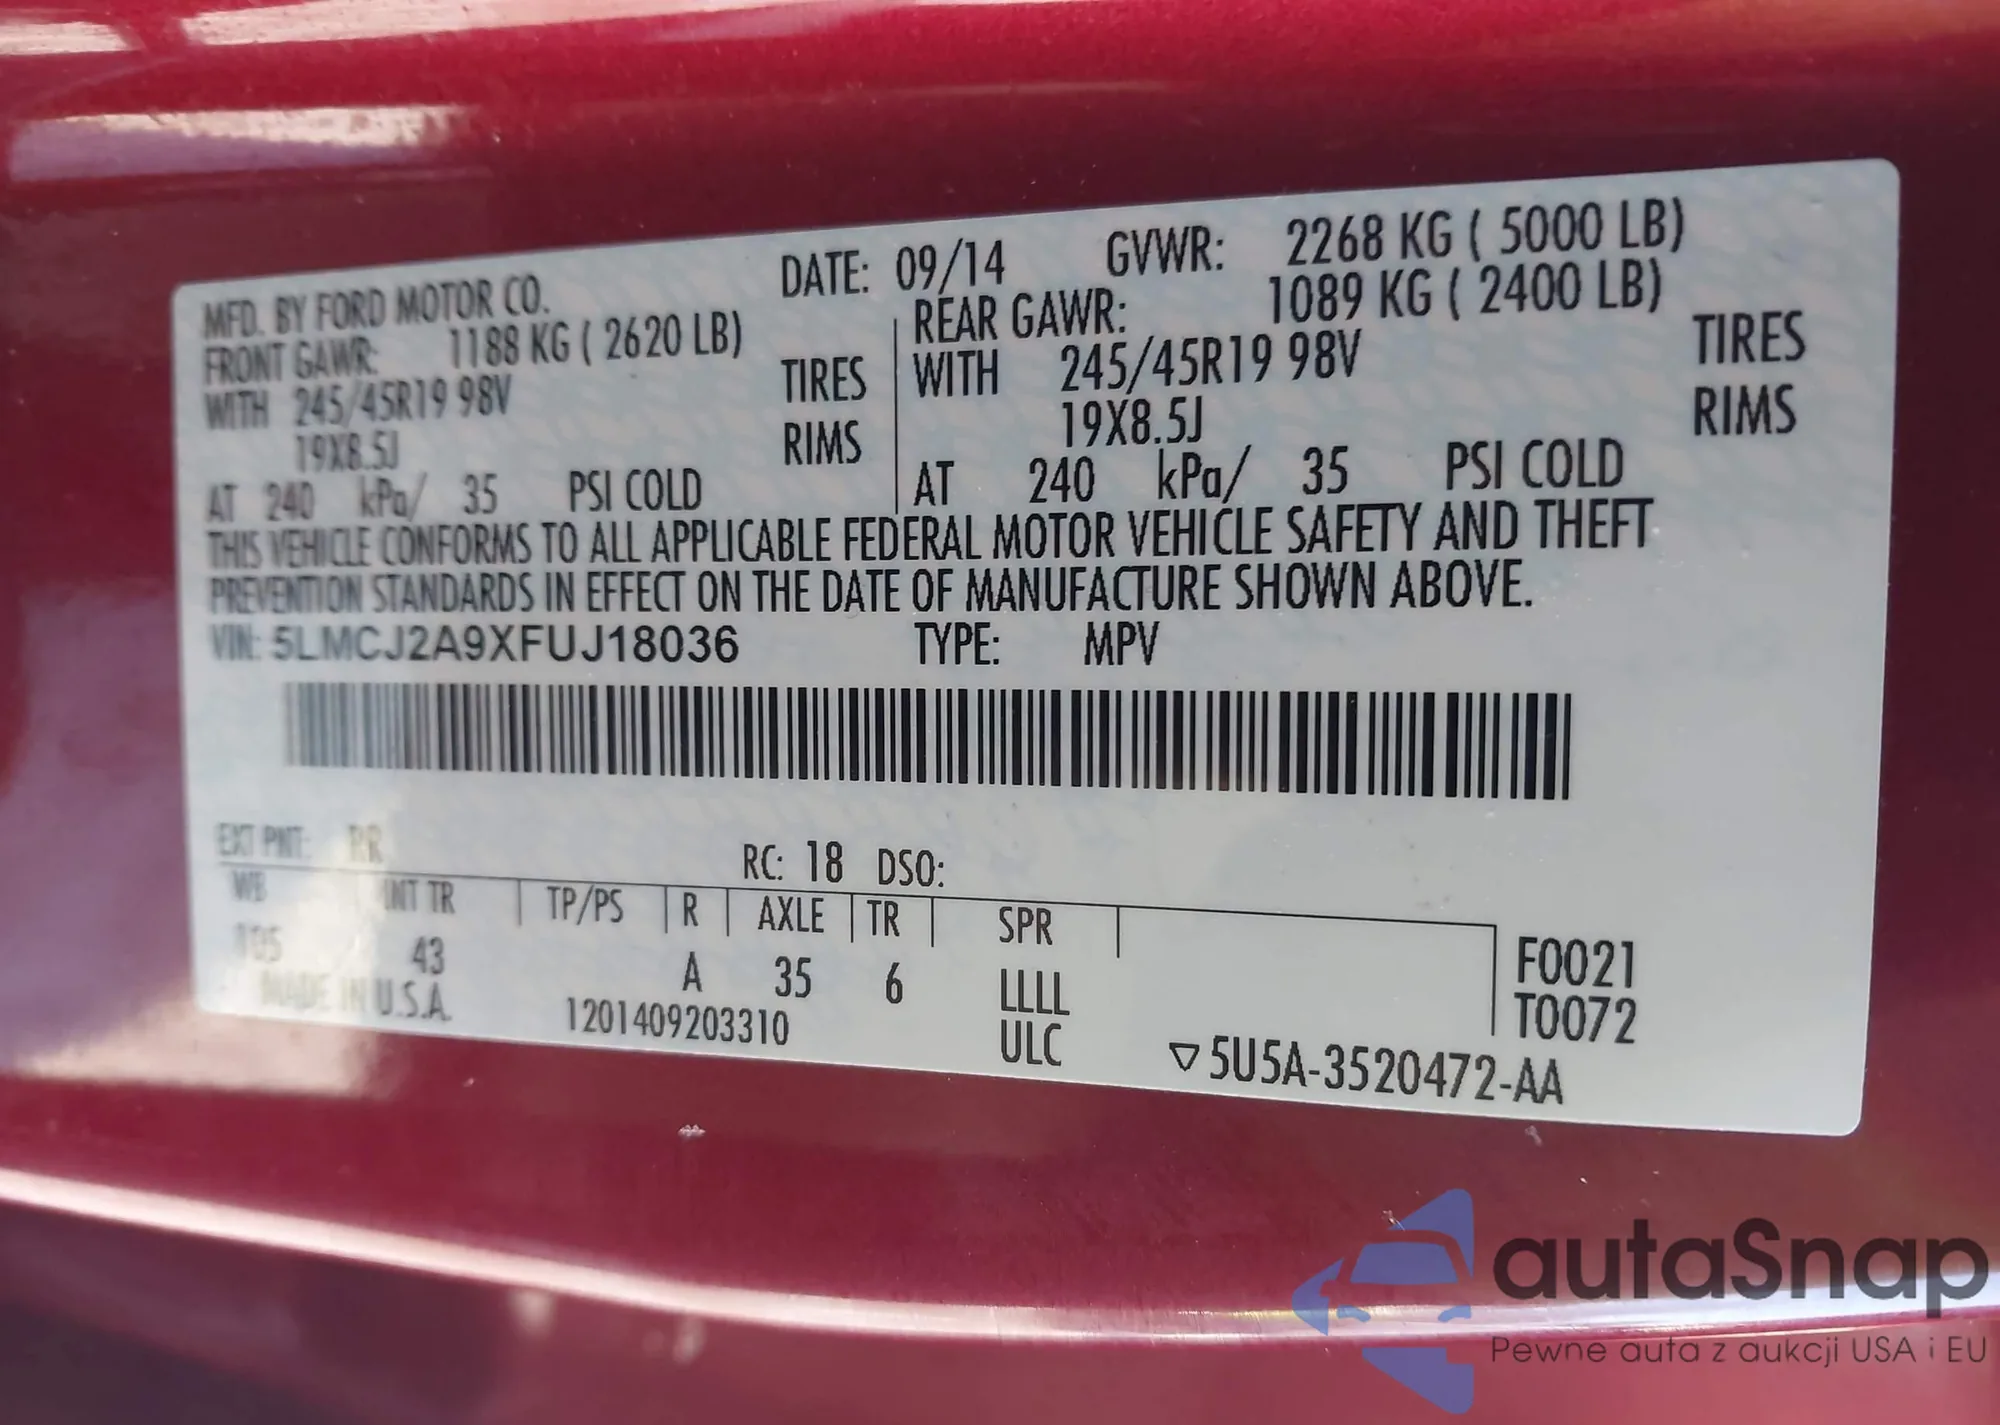 MFD. BY FORD MOTOR CO. DATE: 09/14 GVWR: 2268 KG ( 5000 LB)
FRONT GAWR: 1188 KG ( 2620 LB) REAR GAWR: 1089 KG ( 2400 LB)
WITH 245/45R19 98V TIRES WITH 245/45R19 98V TIRES
19X8.5J RIMS 19X8.5J RIMS
AT 240 kPa/ 35 PSI COLD AT 240 kPa/ 35 PSI COLD
THIS VEHICLE CONFORMS TO ALL APPLICABLE FEDERAL MOTOR VEHICLE SAFETY AND THEFT
PREVENTION STANDARDS IN EFFECT ON THE DATE OF MANUFACTURE SHOWN ABOVE.
VIN: 5LMCJ2A9XFUJ18036 TYPE: MPV
EXT PNT: RR RC: 18 DSO:
WB INT TR TP/PS R AXLE TR SPR
105 43 A 35 6 LLLL F0021
MADE IN U.S.A. 1201409203310 ULC T0072
▽5U5A-3520472-AA
autaSnap
Pewne auta z aukcji USA i EU